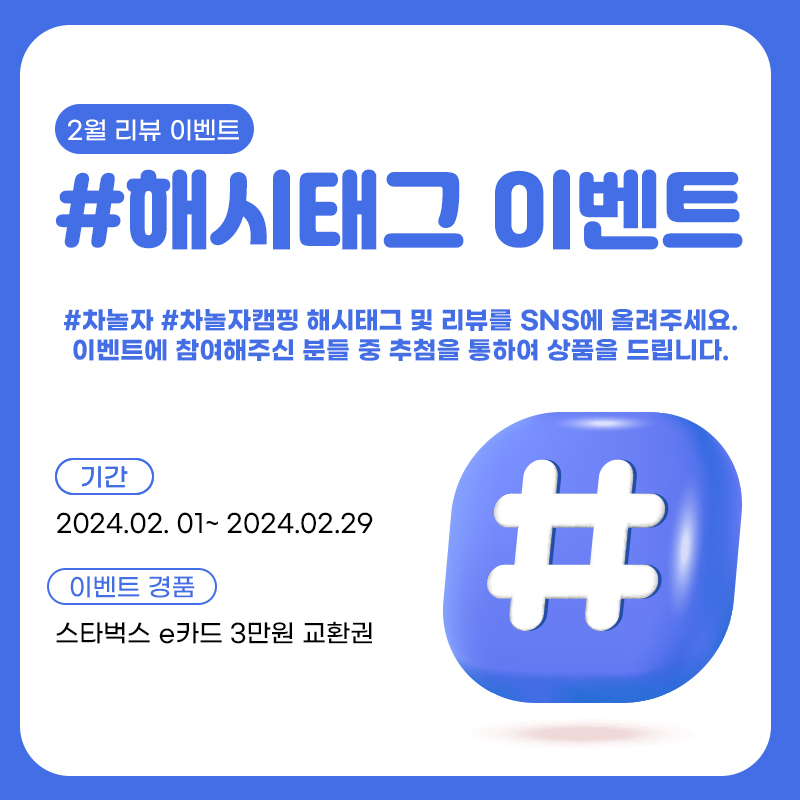 2월 리뷰 이벤트
#해시태그 이벤트
#차놀자 #차놀자캠핑 해시태그 및 리뷰를 SNS에 올려주세요.
이벤트에 참여해주신 분들 중 추첨을 통하여 상품을 드립니다.
기간
2024.02. 01~ 2024.02.29
이벤트 경품
스타벅스 e카드 3만원 교환권
#